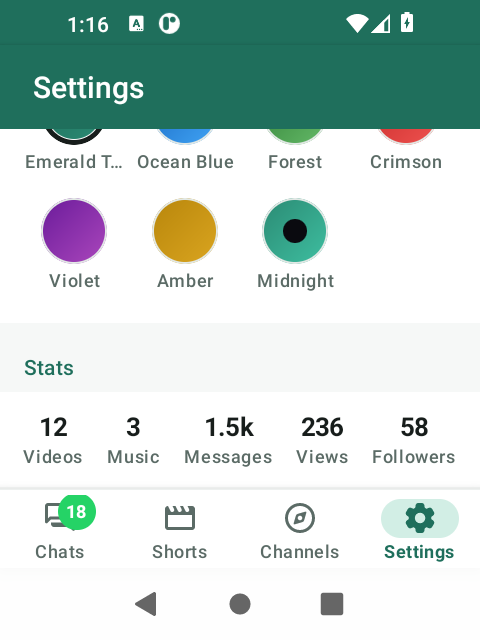 1:16
A
Settings
Emerald T...
Ocean Blue
Forest
Crimson
Violet
Amber
Midnight
Stats
12
3
1.5k
236
58
Videos
Music
Messages
Views
Followers
18
Chats
Shorts
Channels
Settings